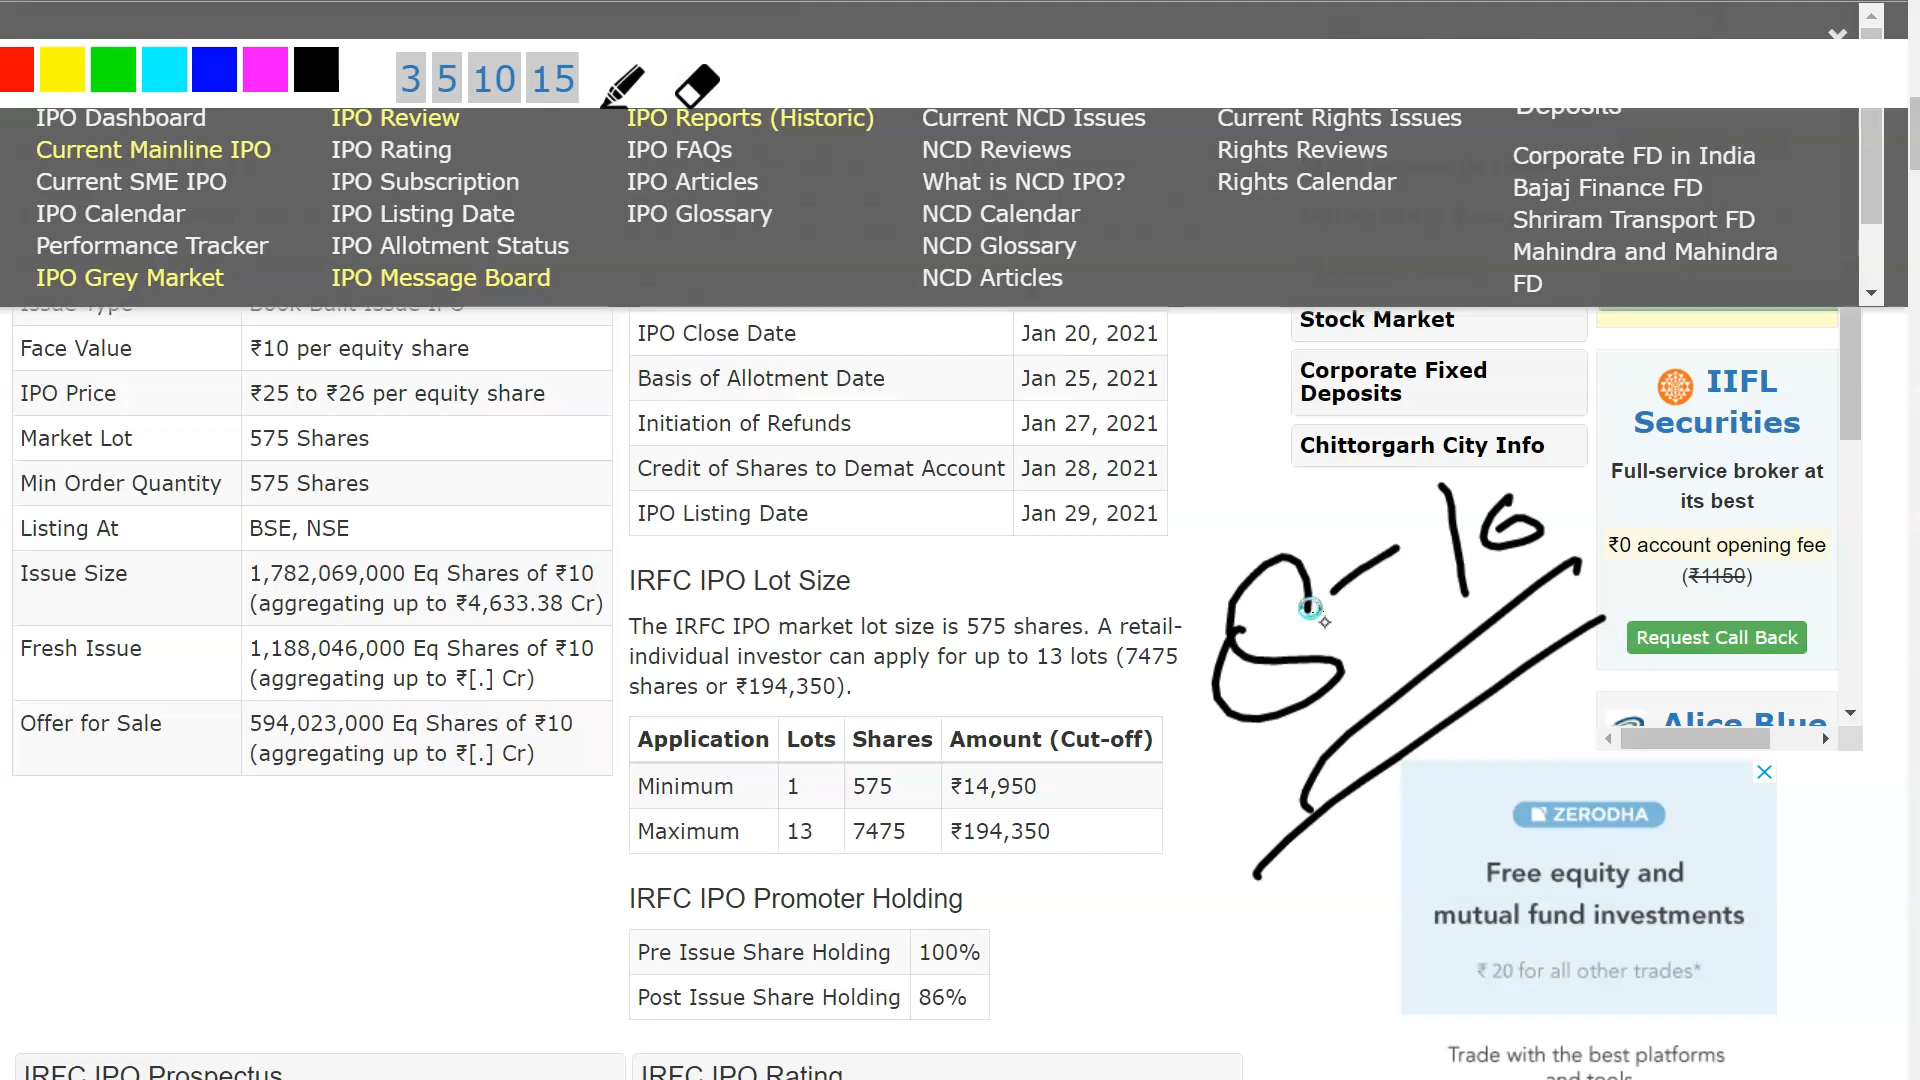 3 5 10 15
IPO Dashboard
Current Mainline IPO
Current SME IPO
IPO Calendar
Performance Tracker
IPO Grey Market
IPO Review
IPO Rating
IPO Subscription
IPO Listing Date
IPO Allotment Status
IPO Message Board
IPO Reports (Historic)
IPO FAQs
IPO Articles
IPO Glossary
Current NCD Issues
NCD Reviews
What is NCD IPO?
NCD Calendar
NCD Glossary
NCD Articles
Current Rights Issues
Rights Reviews
Rights Calendar
Deposits
Corporate FD in India
Bajaj Finance FD
Shriram Transport FD
Mahindra and Mahindra
FD
Issue Type Book Built Issue IPO
Face Value ₹10 per equity share
IPO Price ₹25 to ₹26 per equity share
Market Lot 575 Shares
Min Order Quantity 575 Shares
Listing At BSE, NSE
Issue Size 1,782,069,000 Eq Shares of ₹10
(aggregating up to ₹4,633.38 Cr)
Fresh Issue 1,188,046,000 Eq Shares of ₹10
(aggregating up to ₹[.] Cr)
Offer for Sale 594,023,000 Eq Shares of ₹10
(aggregating up to ₹[.] Cr)
IPO Close Date Jan 20, 2021
Basis of Allotment Date Jan 25, 2021
Initiation of Refunds Jan 27, 2021
Credit of Shares to Demat Account Jan 28, 2021
IPO Listing Date Jan 29, 2021
IRFC IPO Lot Size
The IRFC IPO market lot size is 575 shares. A retail-
individual investor can apply for up to 13 lots (7475
shares or ₹194,350).
Application Lots Shares Amount (Cut-off)
Minimum 1 575 ₹14,950
Maximum 13 7475 ₹194,350
IRFC IPO Promoter Holding
Pre Issue Share Holding 100%
Post Issue Share Holding 86%
IRFC IPO Prospectus
IRFC IPO Rating
Stock Market
Corporate Fixed
Deposits
Chittorgarh City Info
IIFL
Securities
Full-service broker at
its best
₹0 account opening fee
(₹1150)
Request Call Back
Alice Blue
ZERODHA
Free equity and
mutual fund investments
₹ 20 for all other trades*
Trade with the best platforms
and tools